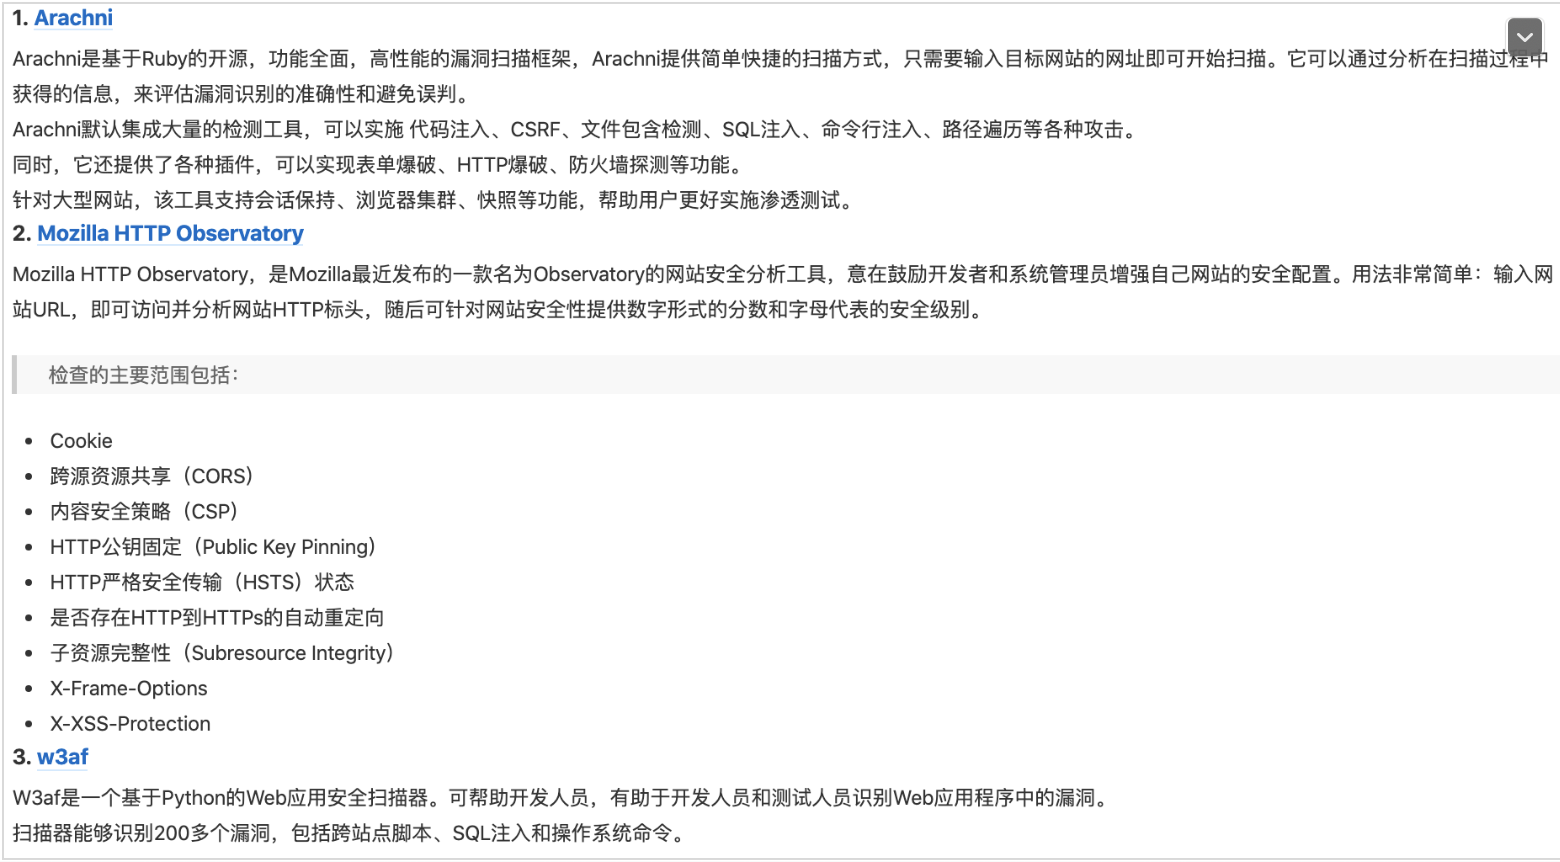 1. Arachni
Arachni是基于Ruby的开源，功能全面，高性能的漏洞扫描框架，Arachni提供简单快捷的扫描方式，只需要输入目标网站的网址即可开始扫描。它可以通过分析在扫描过程中
获得的信息，来评估漏洞识别的准确性和避免误判。
Arachni默认集成大量的检测工具，可以实施 代码注入、CSRF、文件包含检测、SQL注入、命令行注入、路径遍历等各种攻击。
同时，它还提供了各种插件，可以实现表单爆破、HTTP爆破、防火墙探测等功能。
针对大型网站，该工具支持会话保持、浏览器集群、快照等功能，帮助用户更好实施渗透测试。
2. Mozilla HTTP Observatory
Mozilla HTTP Observatory，是Mozilla最近发布的一款名为Observatory的网站安全分析工具，意在鼓励开发者和系统管理员增强自己网站的安全配置。用法非常简单：输入网
站URL，即可访问并分析网站HTTP标头，随后可针对网站安全性提供数字形式的分数和字母代表的安全级别。
检查的主要范围包括：
• Cookie
• 跨源资源共享（CORS）
• 内容安全策略（CSP）
• HTTP公钥固定（Public Key Pinning）
• HTTP严格安全传输（HSTS）状态
• 是否存在HTTP到HTTPs的自动重定向
• 子资源完整性（Subresource Integrity）
• X-Frame-Options
• X-XSS-Protection
3. w3af
W3af是一个基于Python的Web应用安全扫描器。可帮助开发人员，有助于开发人员和测试人员识别Web应用程序中的漏洞。
扫描器能够识别200多个漏洞，包括跨站点脚本、SQL注入和操作系统命令。